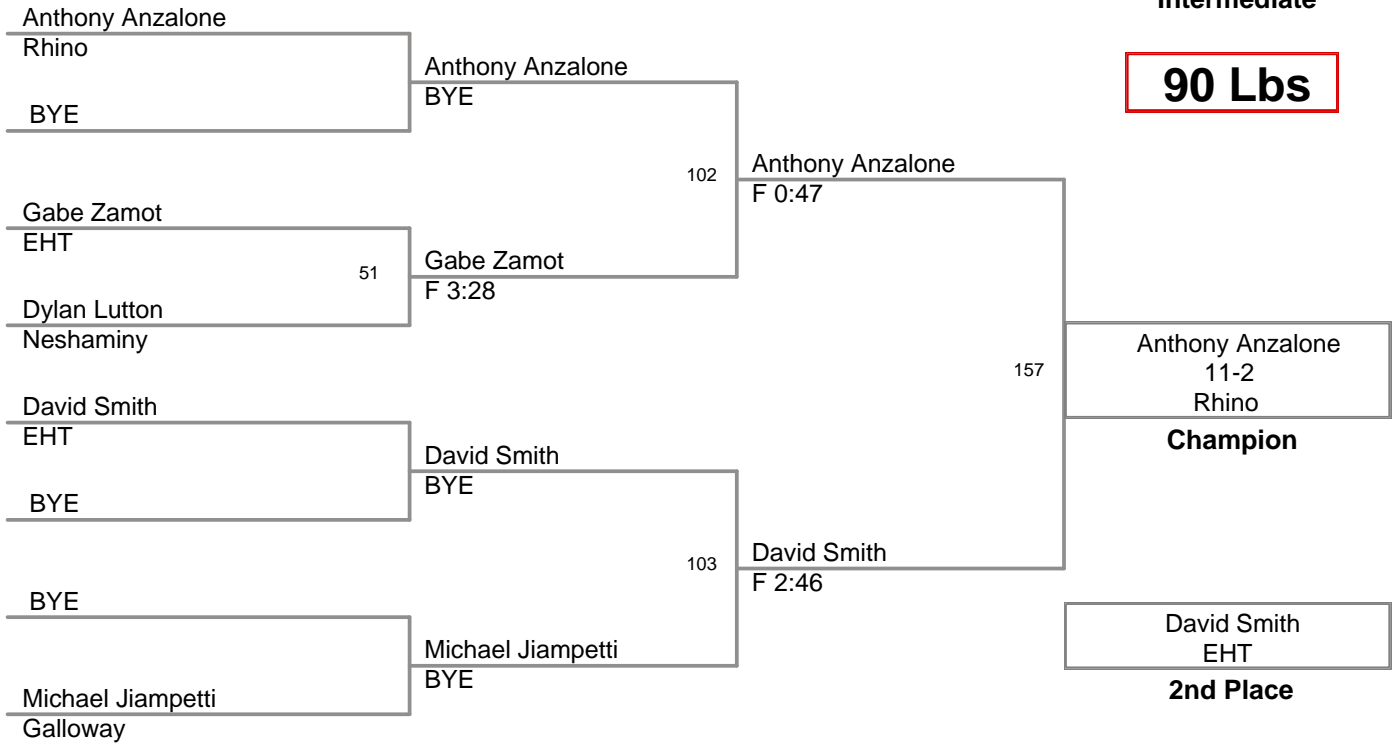 Intermediate
90 Lbs
Anthony Anzalone
Rhino
BYE
Gabe Zamot
EHT
51
Dylan Lutton
Neshaminy
David Smith
EHT
BYE
BYE
Michael Jiampetti
Galloway
Anthony Anzalone
BYE
102
Gabe Zamot
F 3:28
David Smith
BYE
103
Michael Jiampetti
BYE
Anthony Anzalone
F 0:47
157
David Smith
F 2:46
Anthony Anzalone
11-2
Rhino
Champion
David Smith
EHT
2nd Place